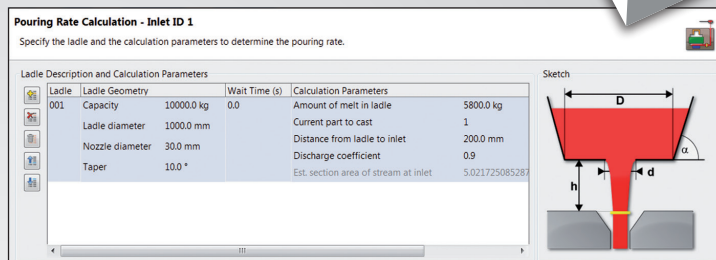 Pouring Rate Calculation - Inlet ID 1
Specify the ladle and the calculation parameters to determine the pouring rate.
Ladle Description and Calculation Parameters
Ladle Ladle Geometry Wait Time (s) Calculation Parameters
001 Capacity 10000.0 kg 0.0 Amount of melt in ladle 5800.0 kg
Ladle diameter 1000.0 mm Current part to cast 1
Nozzle diameter 30.0 mm Distance from ladle to inlet 200.0 mm
Taper 10.0 ° Discharge coefficient 0.9
Est. section area of stream at inlet 5.021725085287
Sketch
D
α
d
h